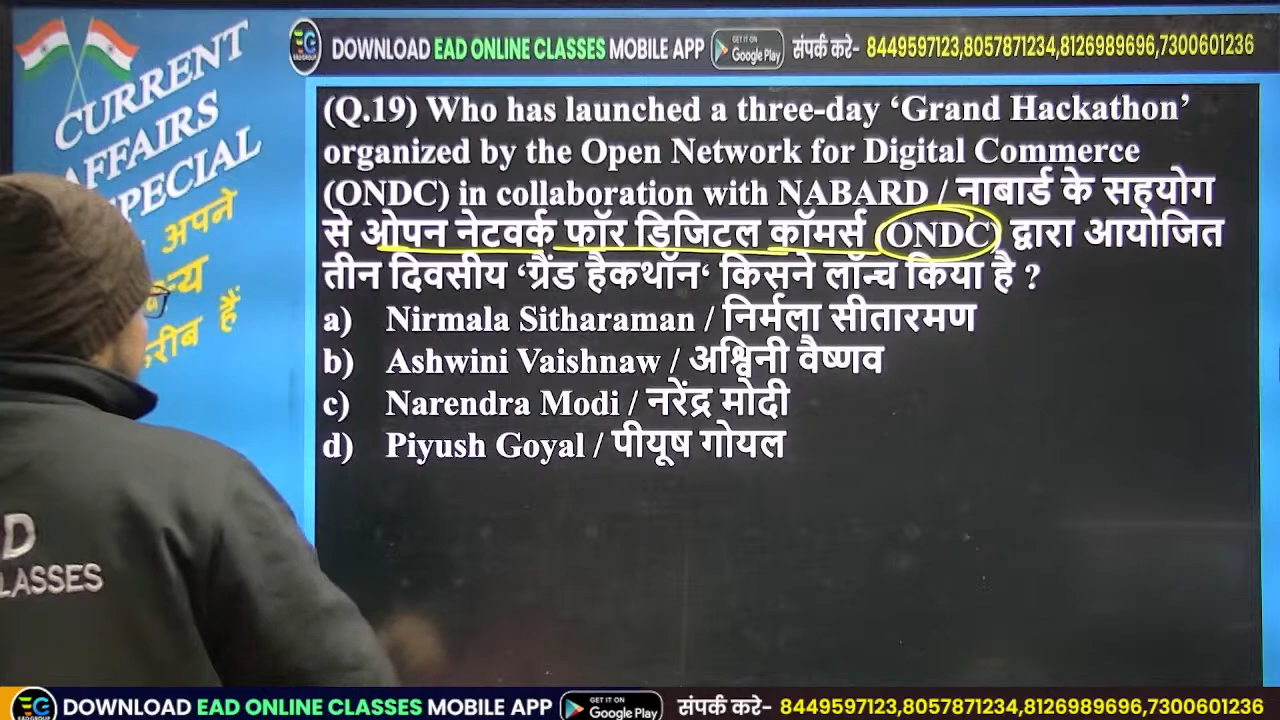 DOWNLOAD EAD ONLINE CLASSES MOBILE APP GET IT ON Google Play संपर्क करे- 8449597123,8057871234,8126989696,7300601236
CURRENT
AFFAIRS
SPECIAL
अपने
हैं
(Q.19) Who has launched a three-day ‘Grand Hackathon’
organized by the Open Network for Digital Commerce
(ONDC) in collaboration with NABARD / नाबार्ड के सहयोग
से ओपन नेटवर्क फॉर डिजिटल कॉमर्स (ONDC) द्वारा आयोजित
तीन दिवसीय ‘ग्रैंड हैकथॉन‘ किसने लॉन्च किया है ?
a) Nirmala Sitharaman / निर्मला सीतारमण
b) Ashwini Vaishnaw / अश्विनी वैष्णव
c) Narendra Modi / नरेंद्र मोदी
d) Piyush Goyal / पीयूष गोयल
D
LASSES
DOWNLOAD EAD ONLINE CLASSES MOBILE APP GET IT ON Google Play संपर्क करे- 8449597123,8057871234,8126989696,7300601236